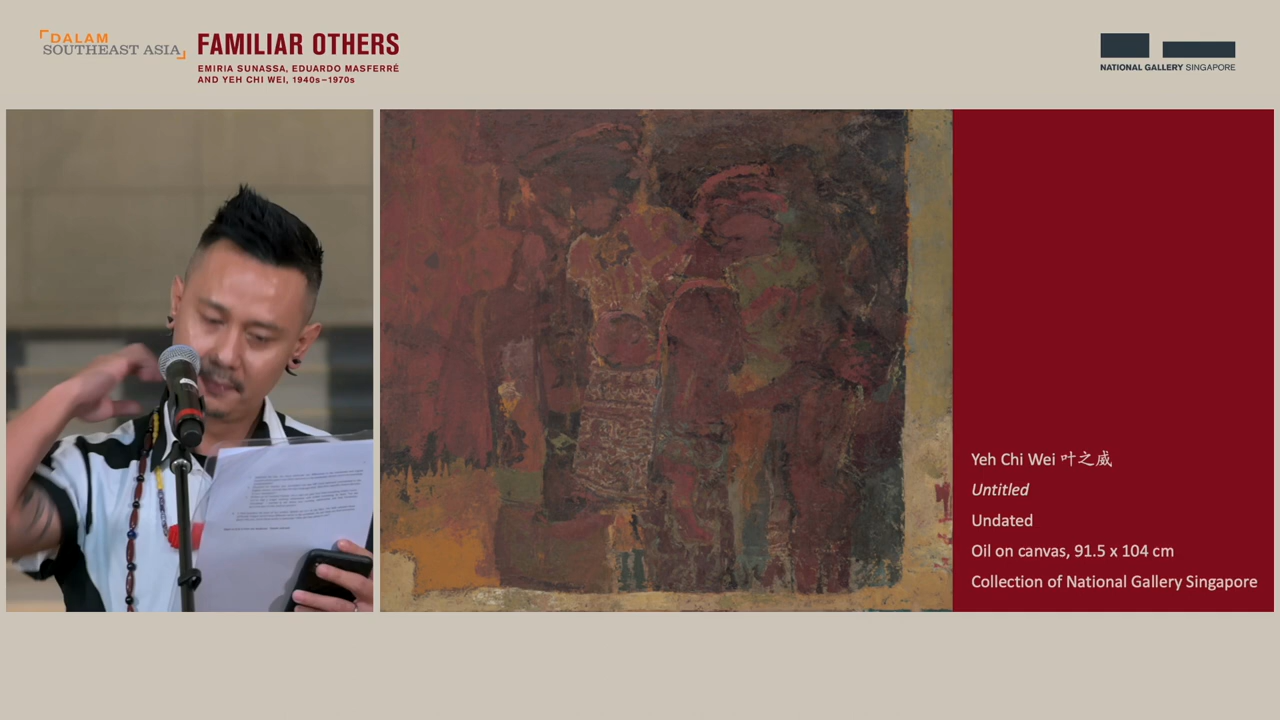 DALAM
SOUTHEAST ASIA
FAMILIAR OTHERS
EMIRIA SUNASSA, EDUARDO MASFERRÉ
AND YEH CHI WEI, 1940s–1970s
NATIONAL GALLERY SINGAPORE
Yeh Chi Wei 叶之威
Untitled
Undated
Oil on canvas, 91.5 x 104 cm
Collection of National Gallery Singapore